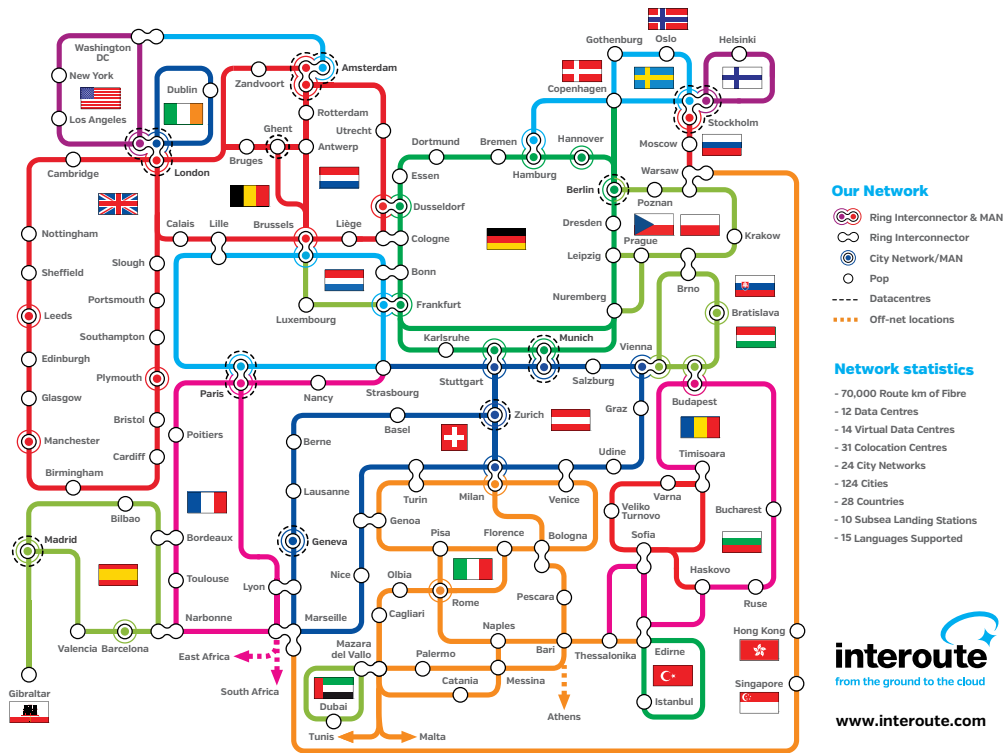 Gothenburg
Oslo
Helsinki
Washington
DC
New York
Los Angeles
Dublin
Zandvoort
Amsterdam
Copenhagen
Rotterdam
Utrecht
Stockholm
Ghent
Bruges
Antwerp
Dortmund
Bremen
Hannover
Hamburg
Moscow
Warsaw
Cambridge
London
Essen
Berlin
Poznan
Dusseldorf
Nottingham
Calais
Lille
Brussels
Liège
Cologne
Dresden
Prague
Krakow
Slough
Sheffield
Bonn
Leipzig
Brno
Portsmouth
Luxembourg
Frankfurt
Nuremberg
Bratislava
Leeds
Southampton
Karlsruhe
Munich
Vienna
Edinburgh
Stuttgart
Salzburg
Plymouth
Paris
Nancy
Strasbourg
Budapest
Glasgow
Zurich
Graz
Bristol
Basel
Manchester
Poitiers
Berne
Timisoara
Cardiff
Udine
Birmingham
Turin
Milan
Venice
Varna
Lausanne
Bilbao
Veliko
Turnovo
Bucharest
Genoa
Madrid
Bordeaux
Geneva
Pisa
Florence
Bologna
Sofia
Toulouse
Lyon
Nice
Olbia
Rome
Pescara
Haskovo
Ruse
Cagliari
Valencia
Barcelona
Narbonne
Marseille
Naples
Hong Kong
Mazara
del Vallo
Bari
Thessalonika
Edirne
East Africa
Palermo
Messina
South Africa
Catania
Singapore
Gibraltar
Dubai
Istanbul
Athens
Tunis
Malta
Our Network
Ring Interconnector & MAN
Ring Interconnector
City Network/MAN
Pop
Datacentres
Off-net locations
Network statistics
- 70,000 Route km of Fibre
- 12 Data Centres
- 14 Virtual Data Centres
- 31 Colocation Centres
- 24 City Networks
- 124 Cities
- 28 Countries
- 10 Subsea Landing Stations
- 15 Languages Supported
interoute
from the ground to the cloud
www.interoute.com